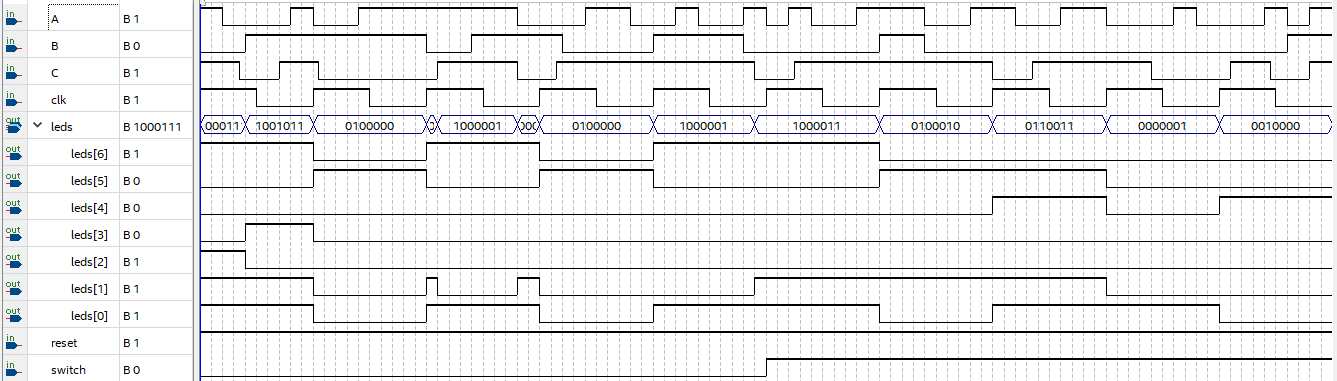 in A B 1
in B B 0
in C B 1
in clk B 1
out leds B 1000111 00011 1001011 0100000 1000001 0100000 1000001 1000011 0100010 0110011 0000001 0010000
out leds[6] B 1
out leds[5] B 0
out leds[4] B 0
out leds[3] B 0
out leds[2] B 1
out leds[1] B 1
out leds[0] B 1
in reset B 1
in switch B 0